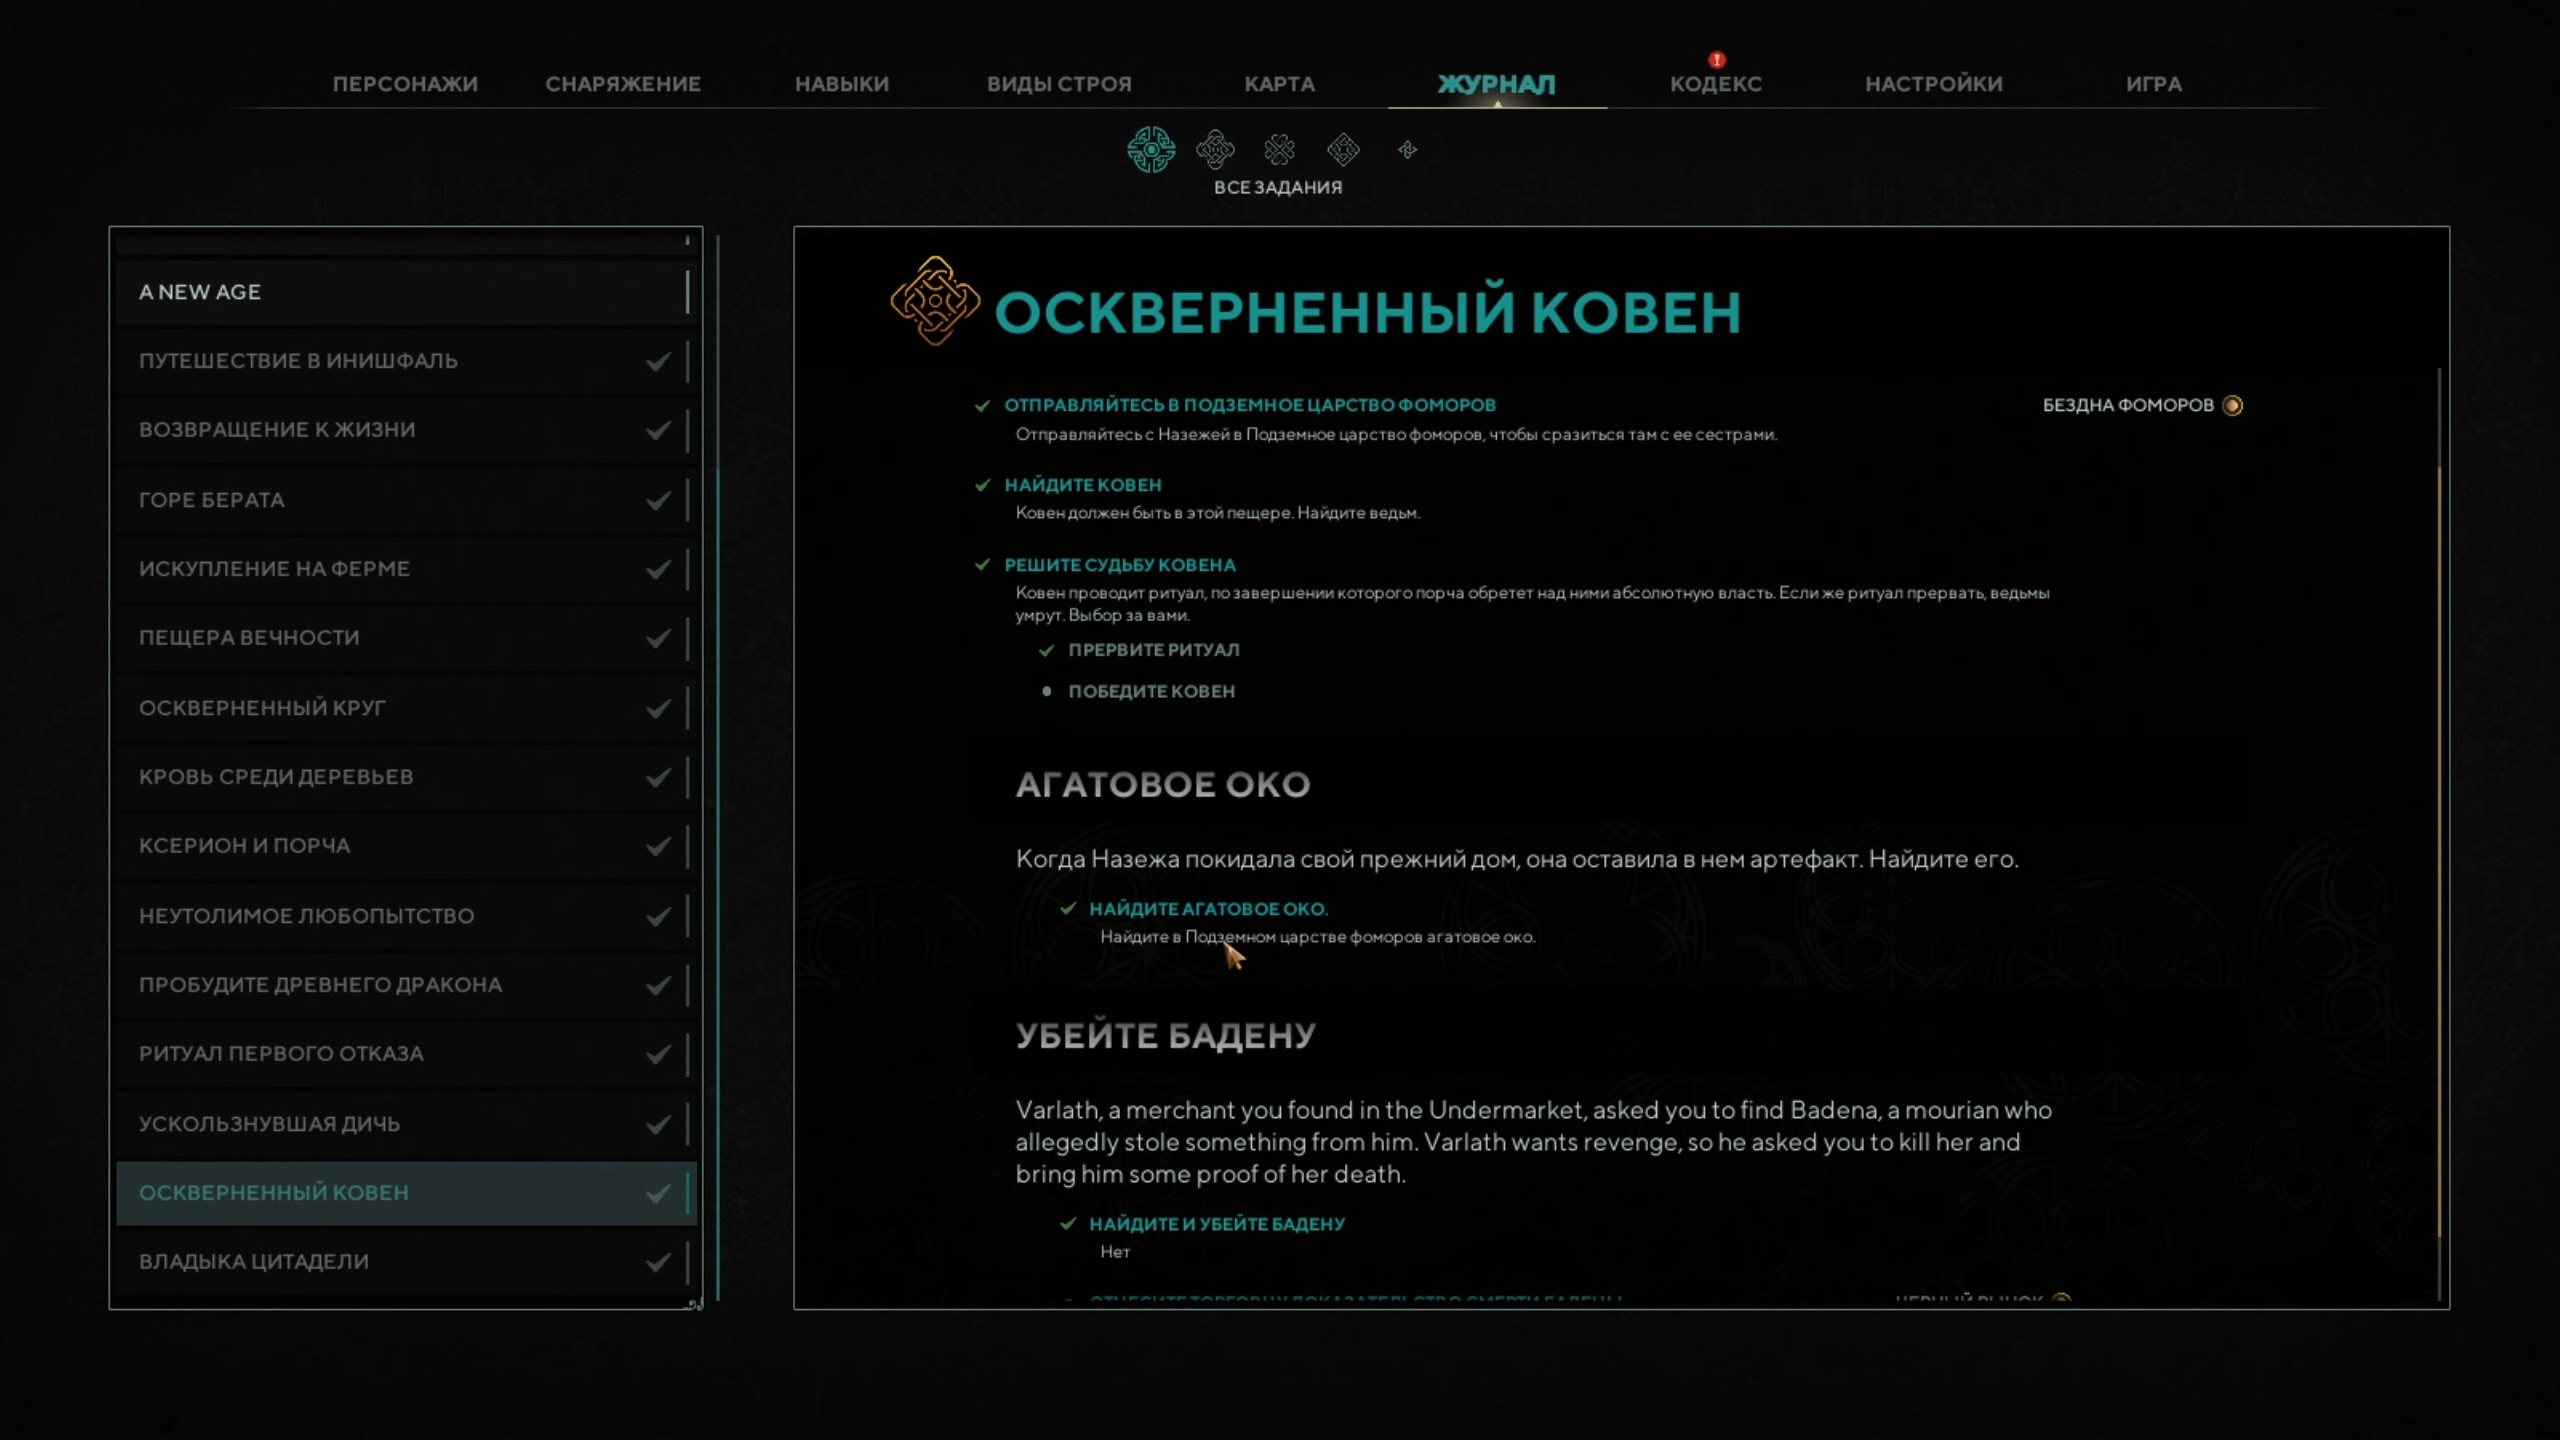 ПЕРСОНАЖИ СНАРЯЖЕНИЕ НАВЫКИ ВИДЫ СТРОЯ КАРТА ЖУРНАЛ КОДЕКС НАСТРОЙКИ ИГРА
ВСЕ ЗАДАНИЯ
A NEW AGE
ПУТЕШЕСТВИЕ В ИНИШФАЛЬ
ВОЗВРАЩЕНИЕ К ЖИЗНИ
ГОРЕ БЕРАТА
ИСКУПЛЕНИЕ НА ФЕРМЕ
ПЕЩЕРА ВЕЧНОСТИ
ОСКВЕРНЕННЫЙ КРУГ
КРОВЬ СРЕДИ ДЕРЕВЬЕВ
КСЕРИОН И ПОРЧА
НЕУТОЛИМОЕ ЛЮБОПЫТСТВО
ПРОБУДИТЕ ДРЕВНЕГО ДРАКОНА
РИТУАЛ ПЕРВОГО ОТКАЗА
УСКОЛЬЗНУВШАЯ ДИЧЬ
ОСКВЕРНЕННЫЙ КОВЕН
ВЛАДЫКА ЦИТАДЕЛИ
ОСКВЕРНЕННЫЙ КОВЕН
ОТПРАВЛЯЙТЕСЬ В ПОДЗЕМНОЕ ЦАРСТВО ФОМОРОВ БЕЗДНА ФОМОРОВ
Отправляйтесь с Назежей в Подземное царство фоморов, чтобы сразиться там с ее сестрами.
НАЙДИТЕ КОВЕН
Ковен должен быть в этой пещере. Найдите ведьм.
РЕШИТЕ СУДЬБУ КОВЕНА
Ковен проводит ритуал, по завершении которого порча обретет над ними абсолютную власть. Если же ритуал прервать, ведьмы
умрут. Выбор за вами.
ПРЕРВИТЕ РИТУАЛ
ПОБЕДИТЕ КОВЕН
АГАТОВОЕ ОКО
Когда Назежа покидала свой прежний дом, она оставила в нем артефакт. Найдите его.
НАЙДИТЕ АГАТОВОЕ ОКО.
Найдите в Подземном царстве фоморов агатовое око.
УБЕЙТЕ БАДЕНУ
Varlath, a merchant you found in the Undermarket, asked you to find Badena, a mourian who
allegedly stole something from him. Varlath wants revenge, so he asked you to kill her and
bring him some proof of her death.
НАЙДИТЕ И УБЕЙТЕ БАДЕНУ
Нет
ОТНЕСИТЕ ТОРГОВЦУ ДОКАЗАТЕЛЬСТВО СМЕРТИ БАДЕНЫ ЧЕРНЫЙ РЫНОК